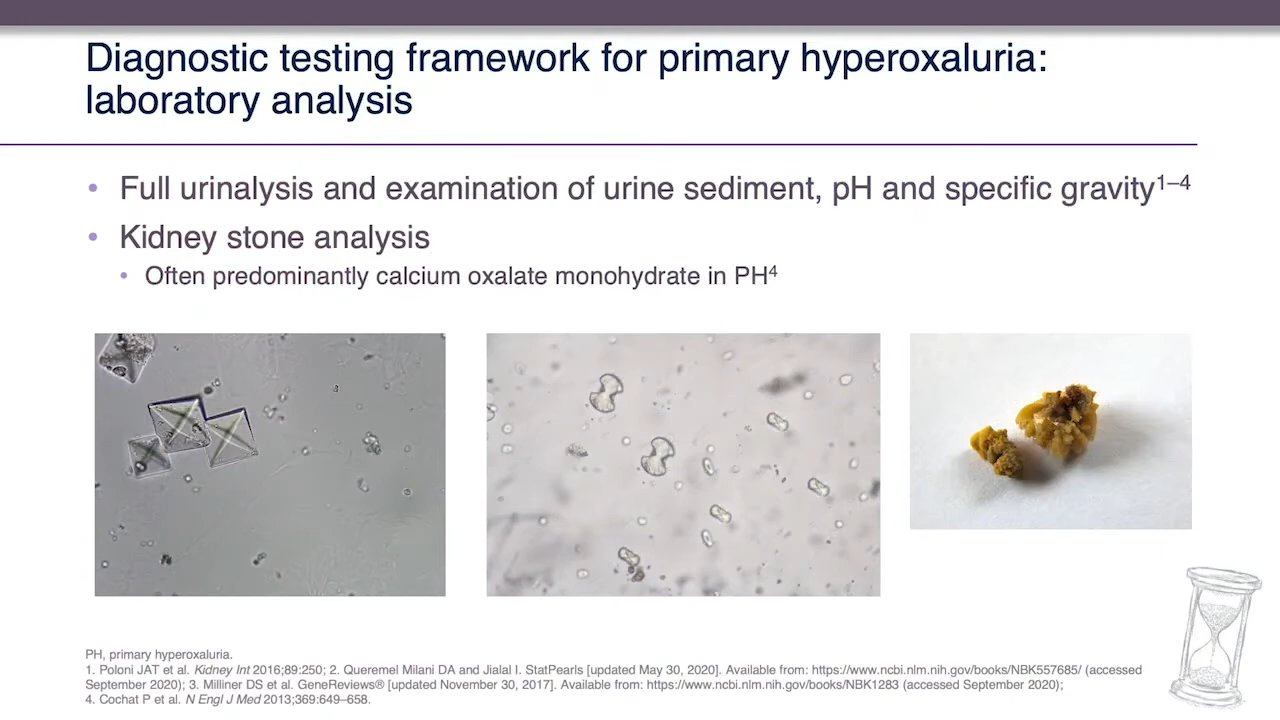 Diagnostic testing framework for primary hyperoxaluria:
laboratory analysis
• Full urinalysis and examination of urine sediment, pH and specific gravity1–4
• Kidney stone analysis
• Often predominantly calcium oxalate monohydrate in PH4
PH, primary hyperoxaluria.
1. Poloni JAT et al. Kidney Int 2016;89:250; 2. Queremel Milani DA and Jialal I. StatPearls [updated May 30, 2020]. Available from: https://www.ncbi.nlm.nih.gov/books/NBK557685/ (accessed
September 2020); 3. Milliner DS et al. GeneReviews® [updated November 30, 2017]. Available from: https://www.ncbi.nlm.nih.gov/books/NBK1283 (accessed September 2020);
4. Cochat P et al. N Engl J Med 2013;369:649–658.